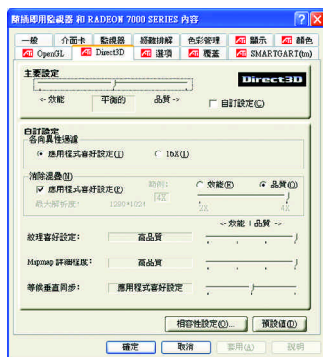 隨插即用監視器 和 RADEON 7000 SERIES 內容
一般 介面卡 監視器 疑難排解 色彩管理 顯示 顏色
OpenGL Direct3D 選項 覆蓋 SMARTGART(tm)
主要設定
Direct3D
<- 效能 平衡的 品質 ->
自訂設定(C)
自訂設定
各向異性過濾
應用程式喜好設定(I) 16X(1)
消除混疊(N)
應用程式喜好設定(P) 範例: 效能(E) 品質(Q)
4X
最大解析度: 1280*1024 2X 4X
<- 效能 | 品質 ->
紋理喜好設定: 高品質
Mipmap 詳細程度: 高品質
等候垂直同步: 應用程式喜好設定
相容性設定(O)... 預設值(D)
確定 取消 套用(A) 說明